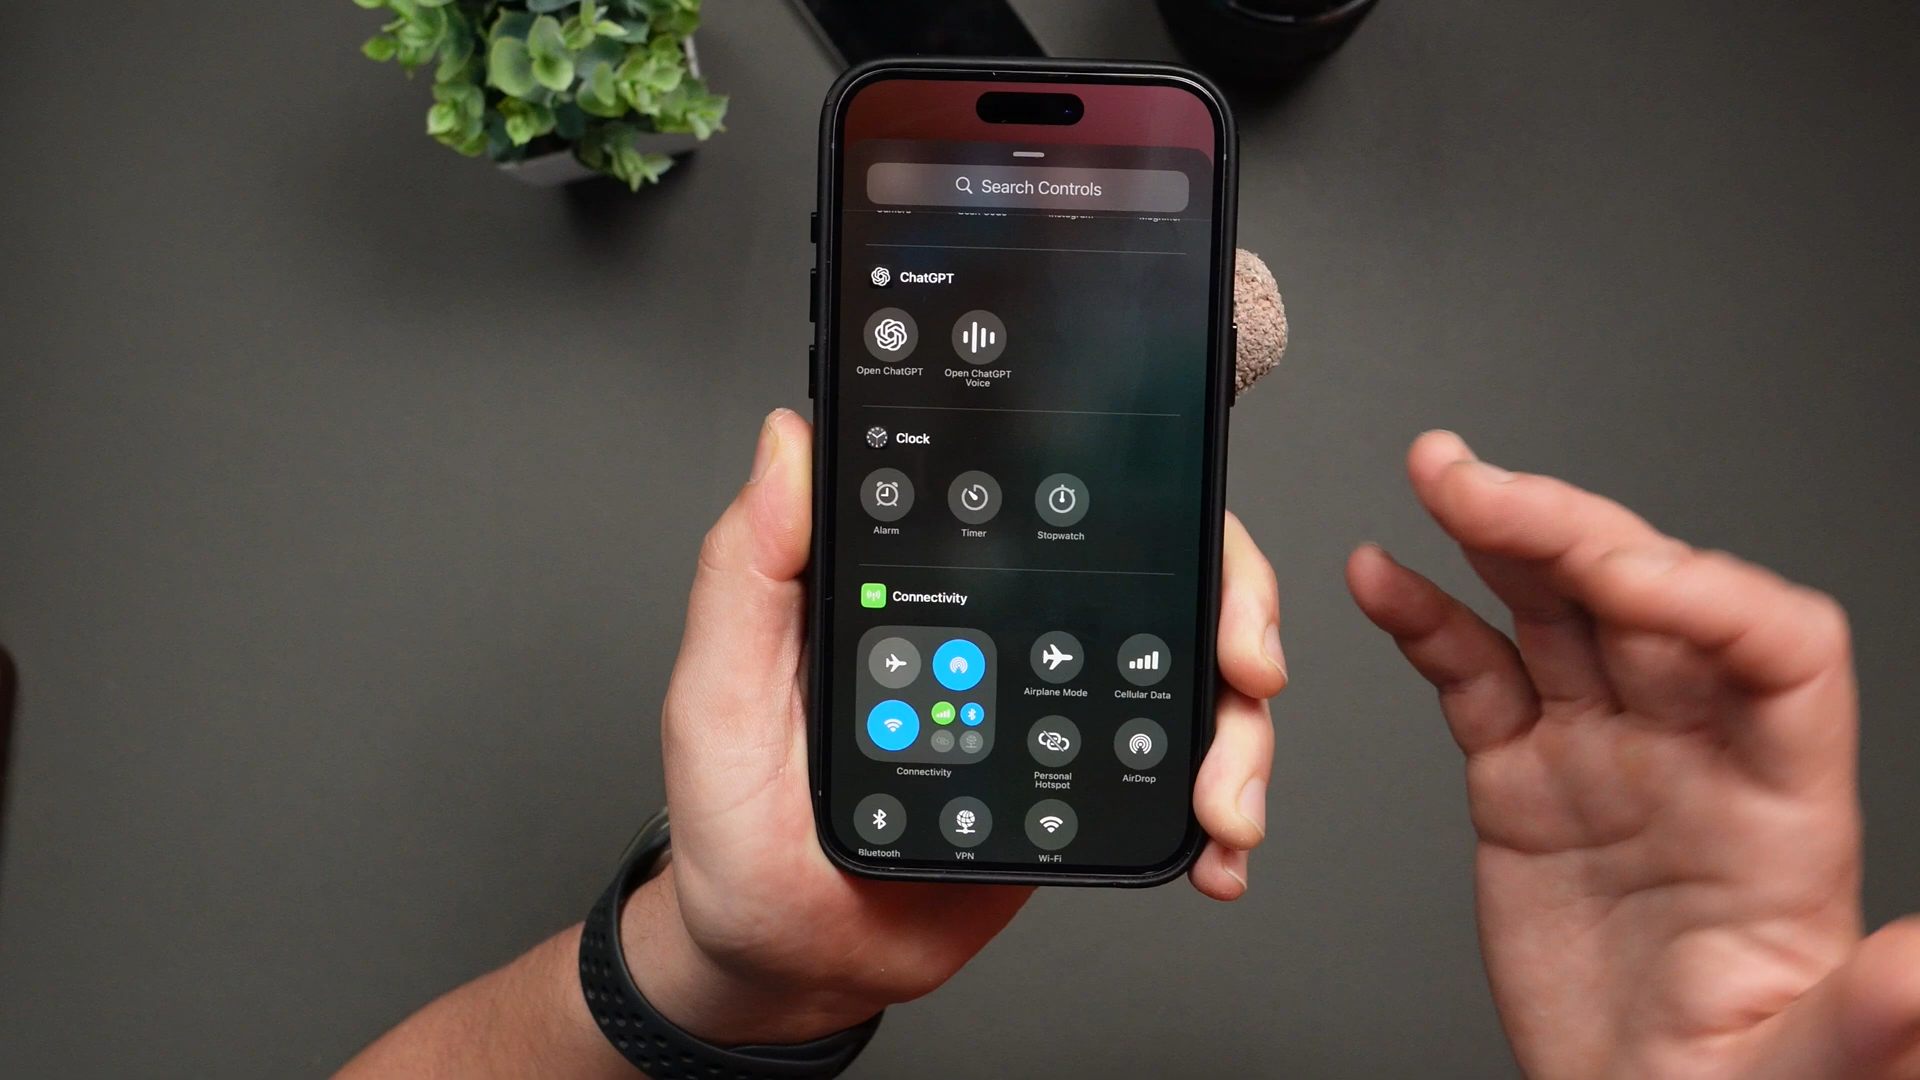 Search Controls
ChatGPT
Open ChatGPT
Open ChatGPT
Voice
Clock
Alarm
Timer
Stopwatch
Connectivity
Airplane Mode
Cellular Data
Connectivity
Personal
Hotspot
AirDrop
Bluetooth
VPN
Wi-Fi